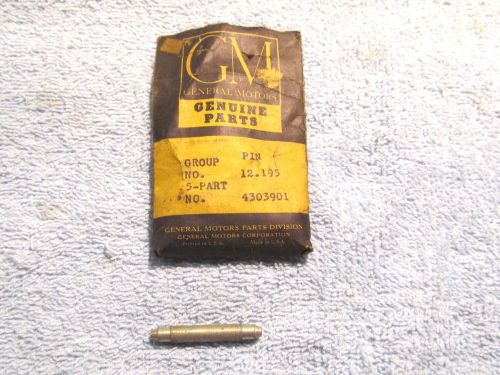 GM
GENERAL MOTORS
GENUINE
PARTS
GROUP PIN
NO. 12.195
5-PART
NO. 4303901
GENERAL MOTORS PARTS DIVISION
GENERAL MOTORS CORPORATION
Printed in U.S.A. Made in U.S.A.